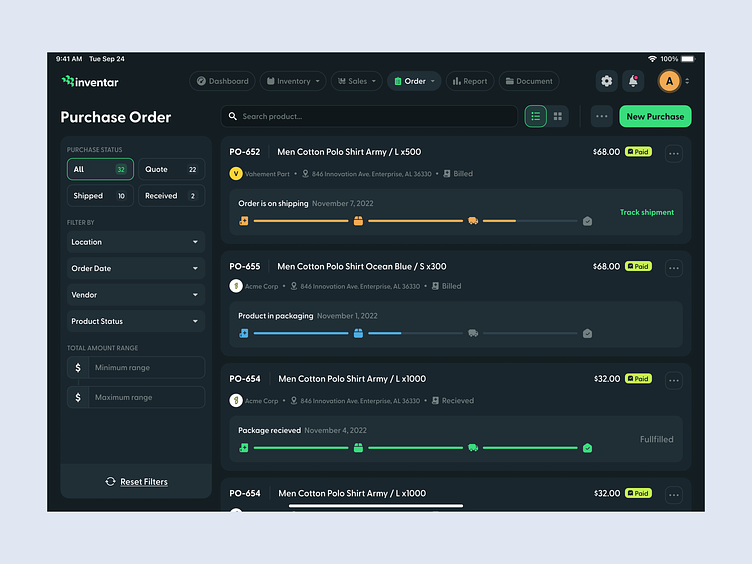 9:41 AM Tue Sep 24
100%
inventar
Dashboard
Inventory
Sales
Order
Report
Document
A
Purchase Order
Search product...
New Purchase
PURCHASE STATUS
All 32
Quote 22
Shipped 10
Received 2
FILTER BY
Location
Order Date
Vendor
Product Status
TOTAL AMOUNT RANGE
$ Minimum range
$ Maximum range
Reset Filters
PO-652 Men Cotton Polo Shirt Army / L x500 $68.00 Paid
V Vahement Part • 846 Innovation Ave. Enterprise, AL 36330 • Billed
Order is on shipping November 7, 2022
Track shipment
PO-655 Men Cotton Polo Shirt Ocean Blue / S x300 $68.00 Paid
Acme Corp • 846 Innovation Ave. Enterprise, AL 36330 • Billed
Product in packaging November 1, 2022
PO-654 Men Cotton Polo Shirt Army / L x1000 $32.00 Paid
Acme Corp • 846 Innovation Ave. Enterprise, AL 36330 • Recieved
Package recieved November 4, 2022
Fullfilled
PO-654 Men Cotton Polo Shirt Army / L x1000 $32.00 Paid